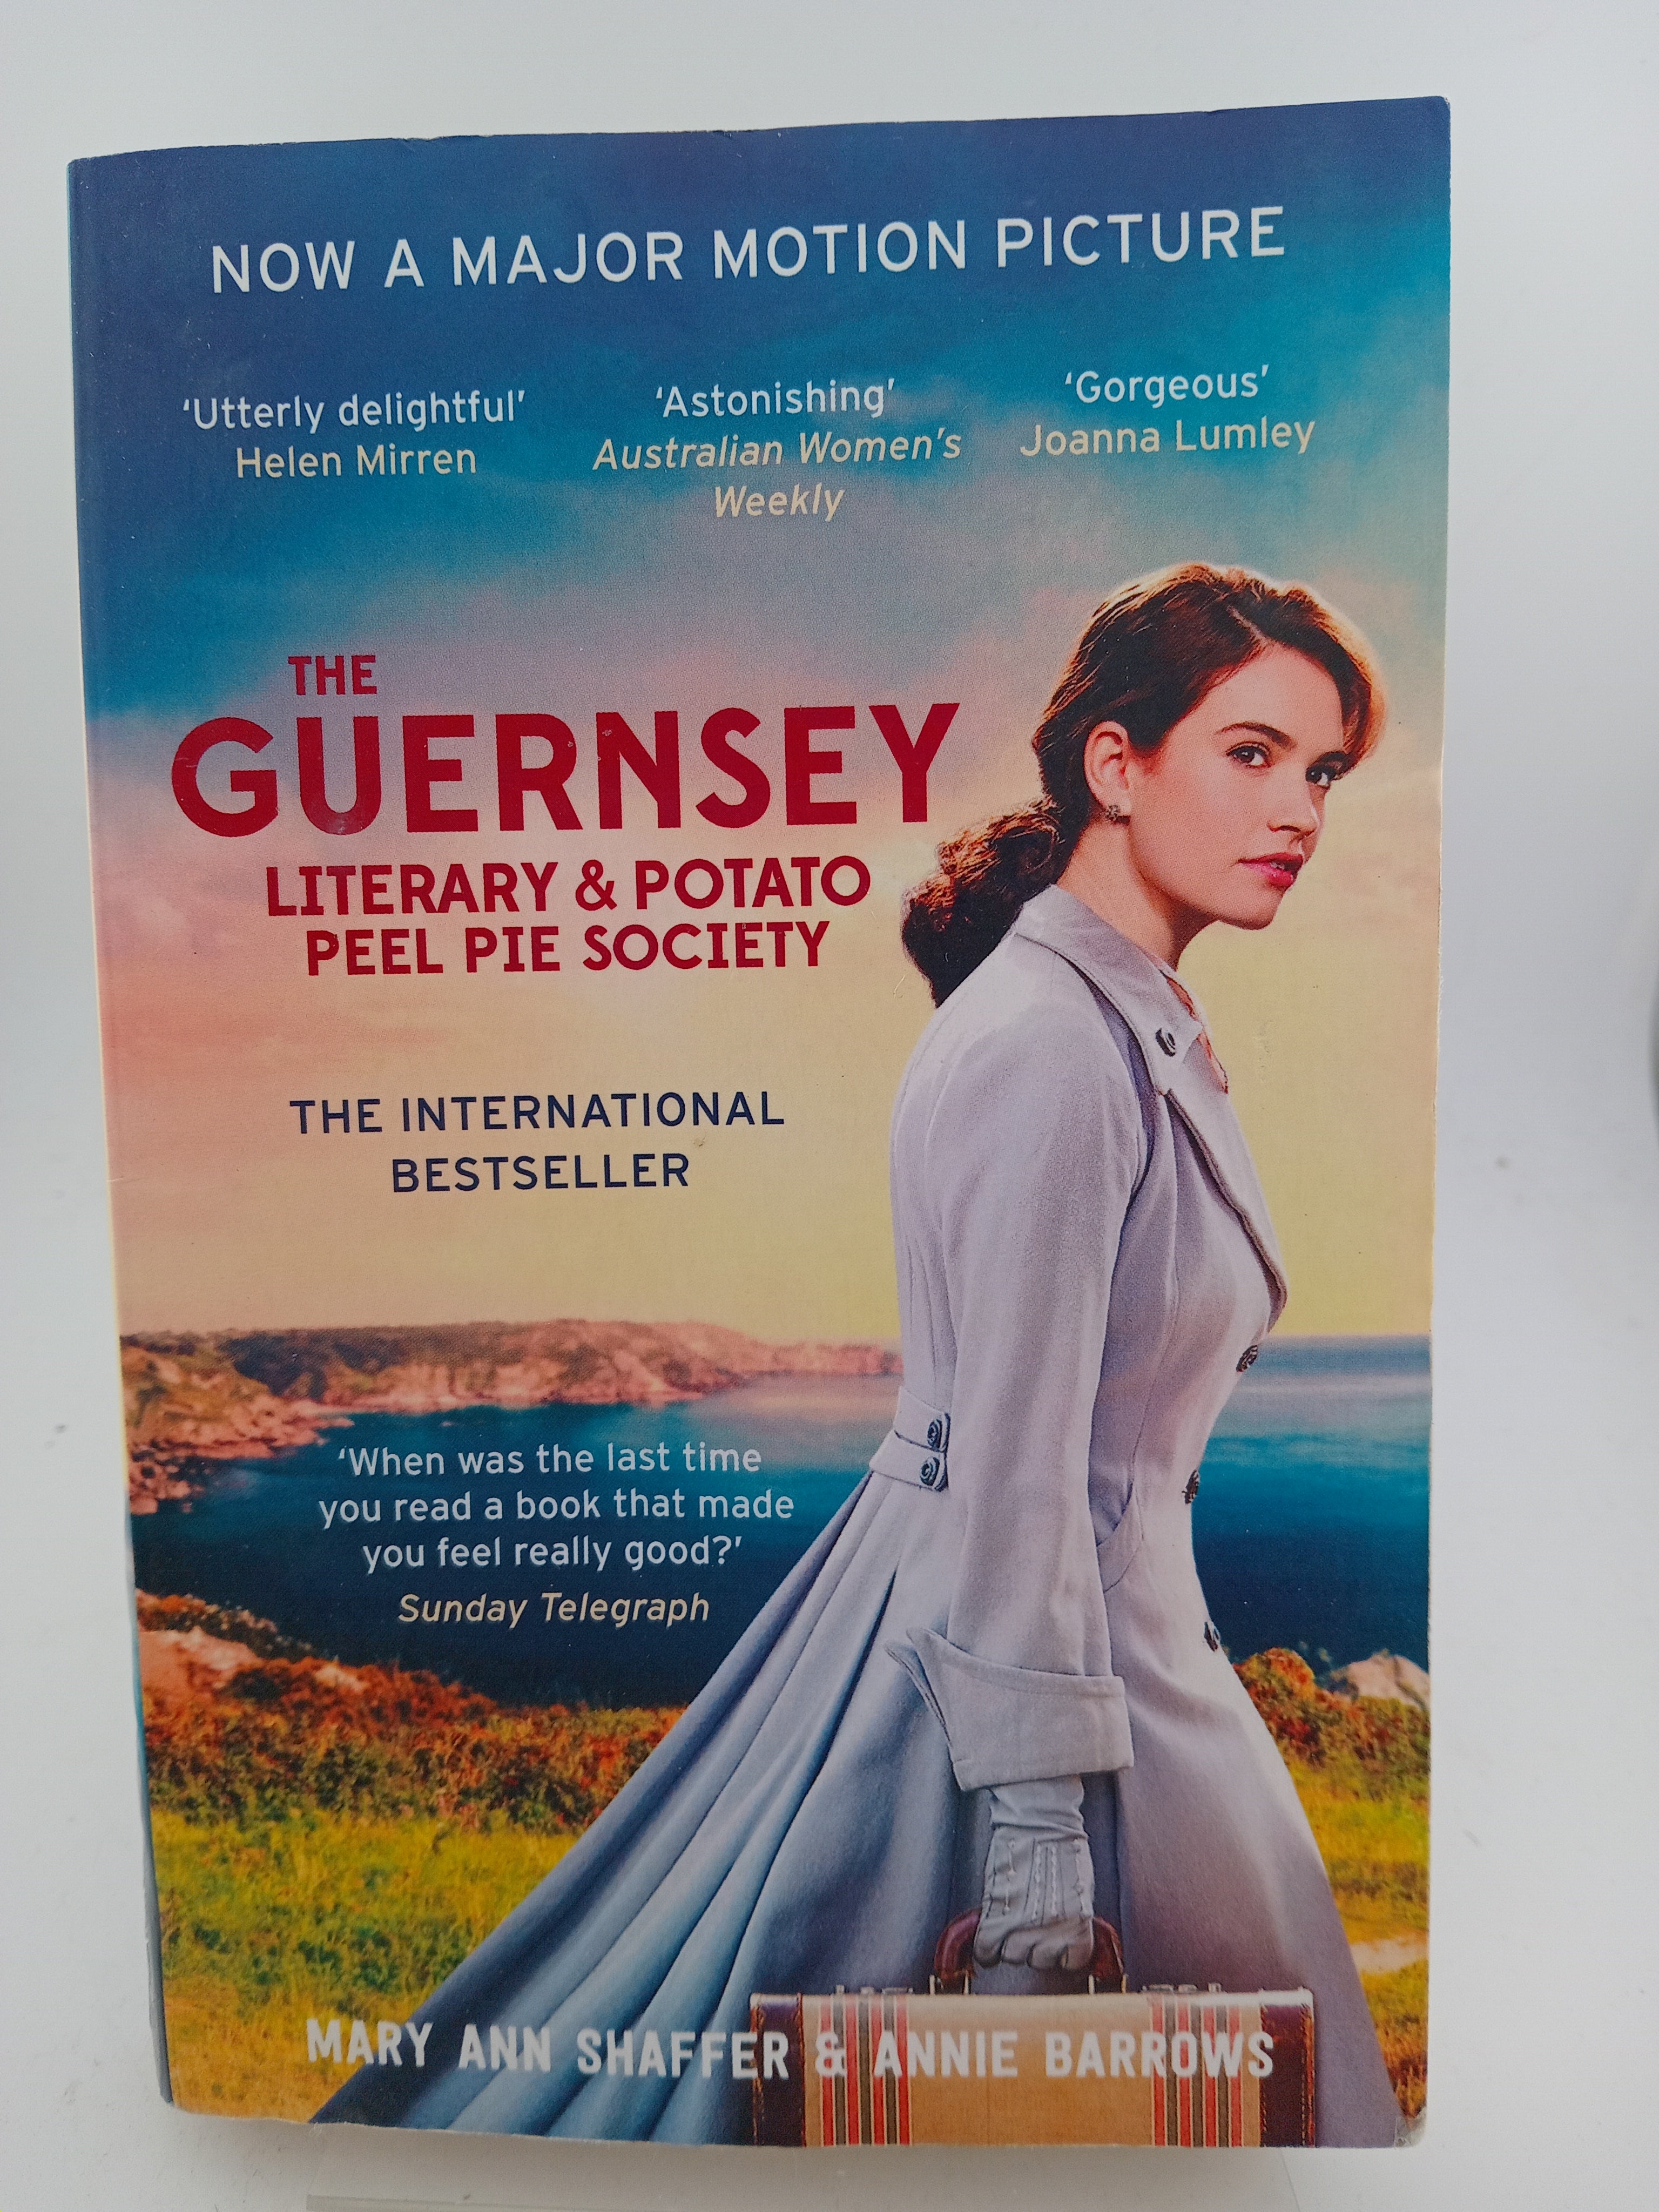 NOW A MAJOR MOTION PICTURE
'Utterly delightful'
Helen Mirren
'Astonishing'
Australian Women's
Weekly
'Gorgeous'
Joanna Lumley
THE
GUERNSEY
LITERARY & POTATO
PEEL PIE SOCIETY
THE INTERNATIONAL
BESTSELLER
'When was the last time
you read a book that made
you feel really good?'
Sunday Telegraph
MARY ANN SHAFFER & ANNIE BARROWS